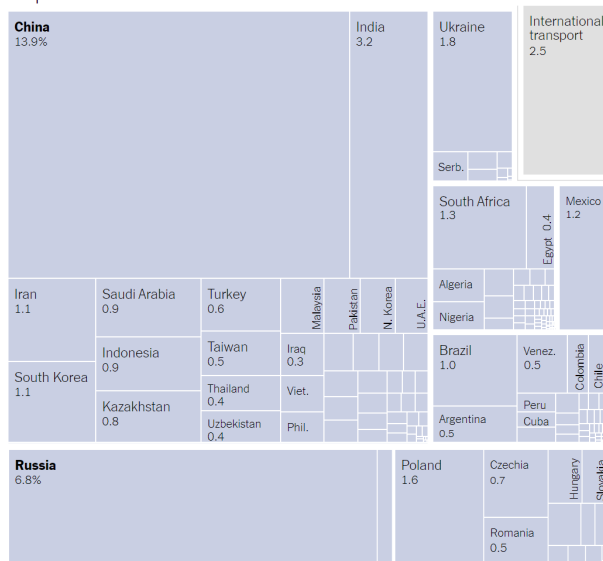 China
13.9%
India
3.2
Ukraine
1.8
International
transport
2.5
Serb.
South Africa
1.3
Egypt 0.4
Mexico
1.2
Algeria
Nigeria
Iran
1.1
Saudi Arabia
0.9
Turkey
0.6
Malaysia
Pakistan
N. Korea
U.A.E.
Indonesia
0.9
Taiwan
0.5
Iraq
0.3
South Korea
1.1
Kazakhstan
0.8
Thailand
0.4
Viet.
Uzbekistan
0.4
Phil.
Brazil
1.0
Venez.
0.5
Colombia
Chile
Peru
Cuba
Argentina
0.5
Russia
6.8%
Poland
1.6
Czechia
0.7
Hungary
Slovakia
Romania
0.5